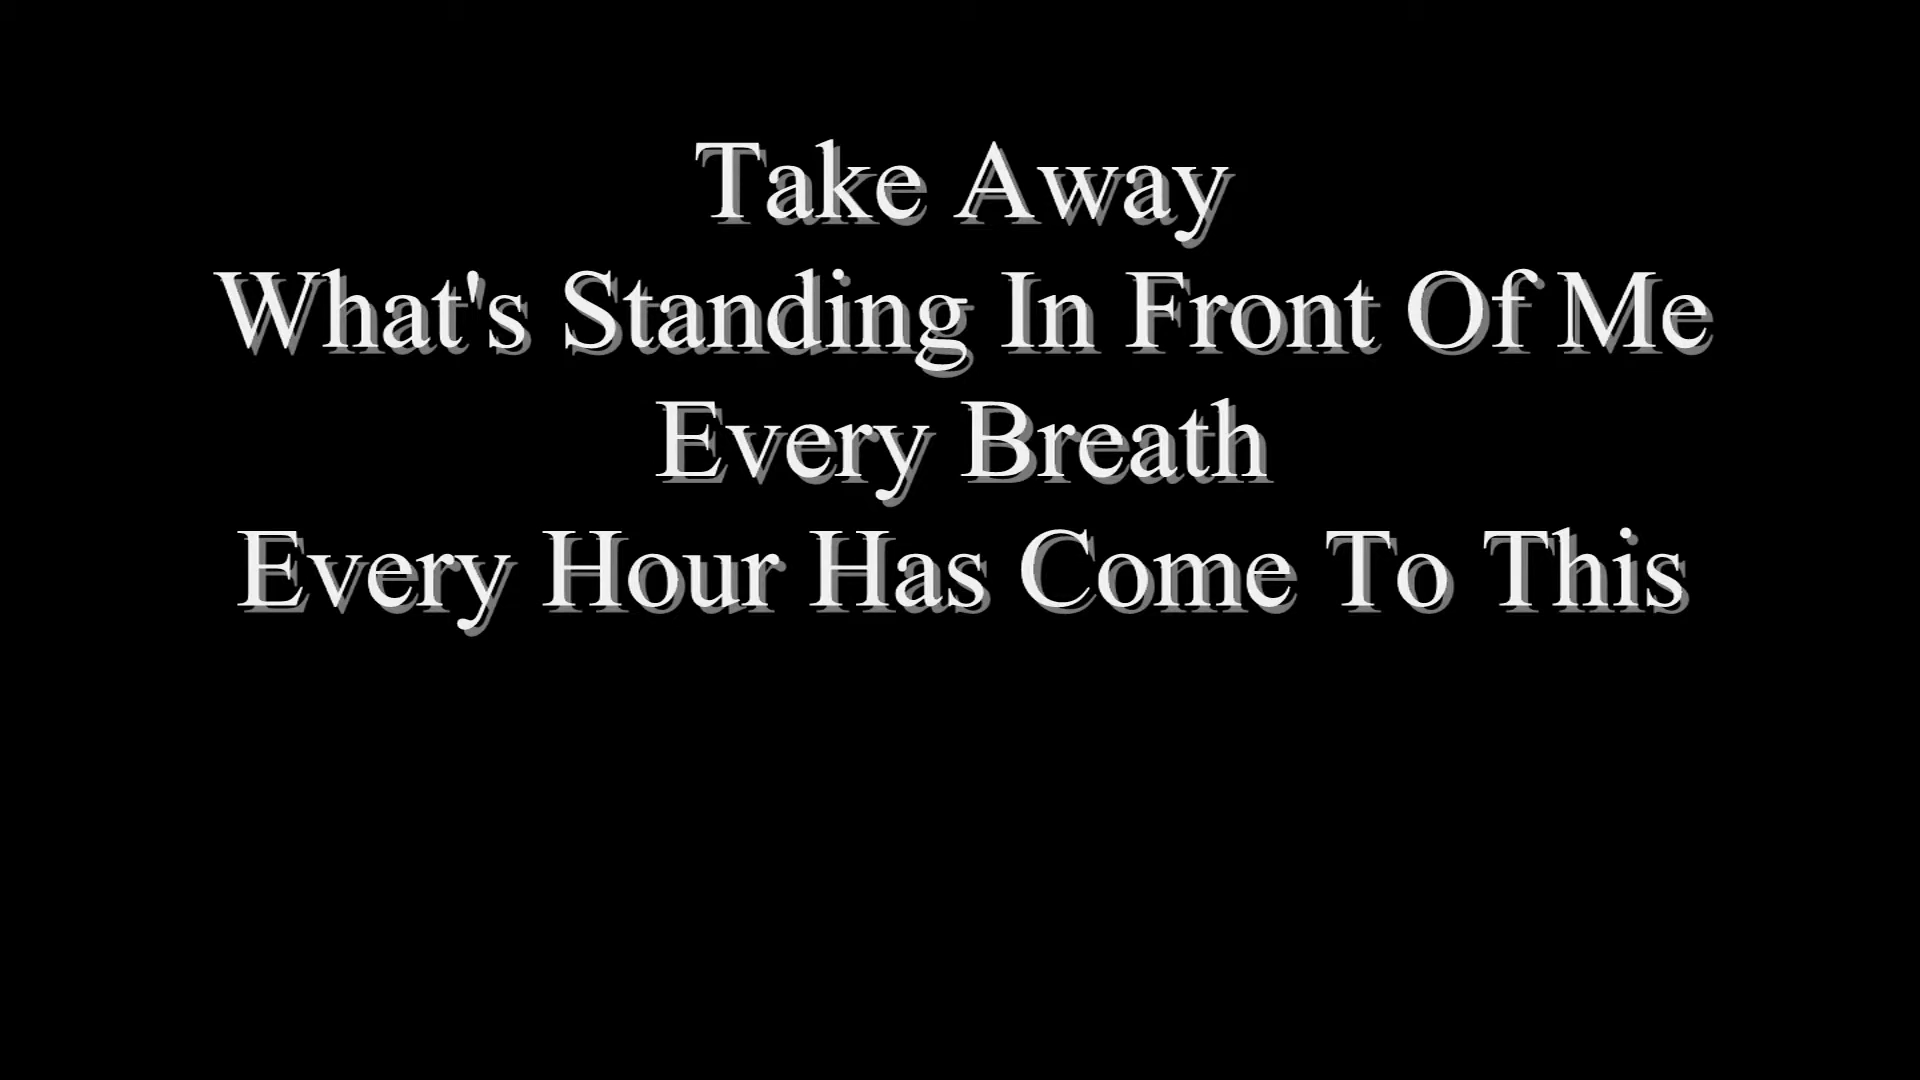 Take Away
What's Standing In Front Of Me
Every Breath
Every Hour Has Come To This